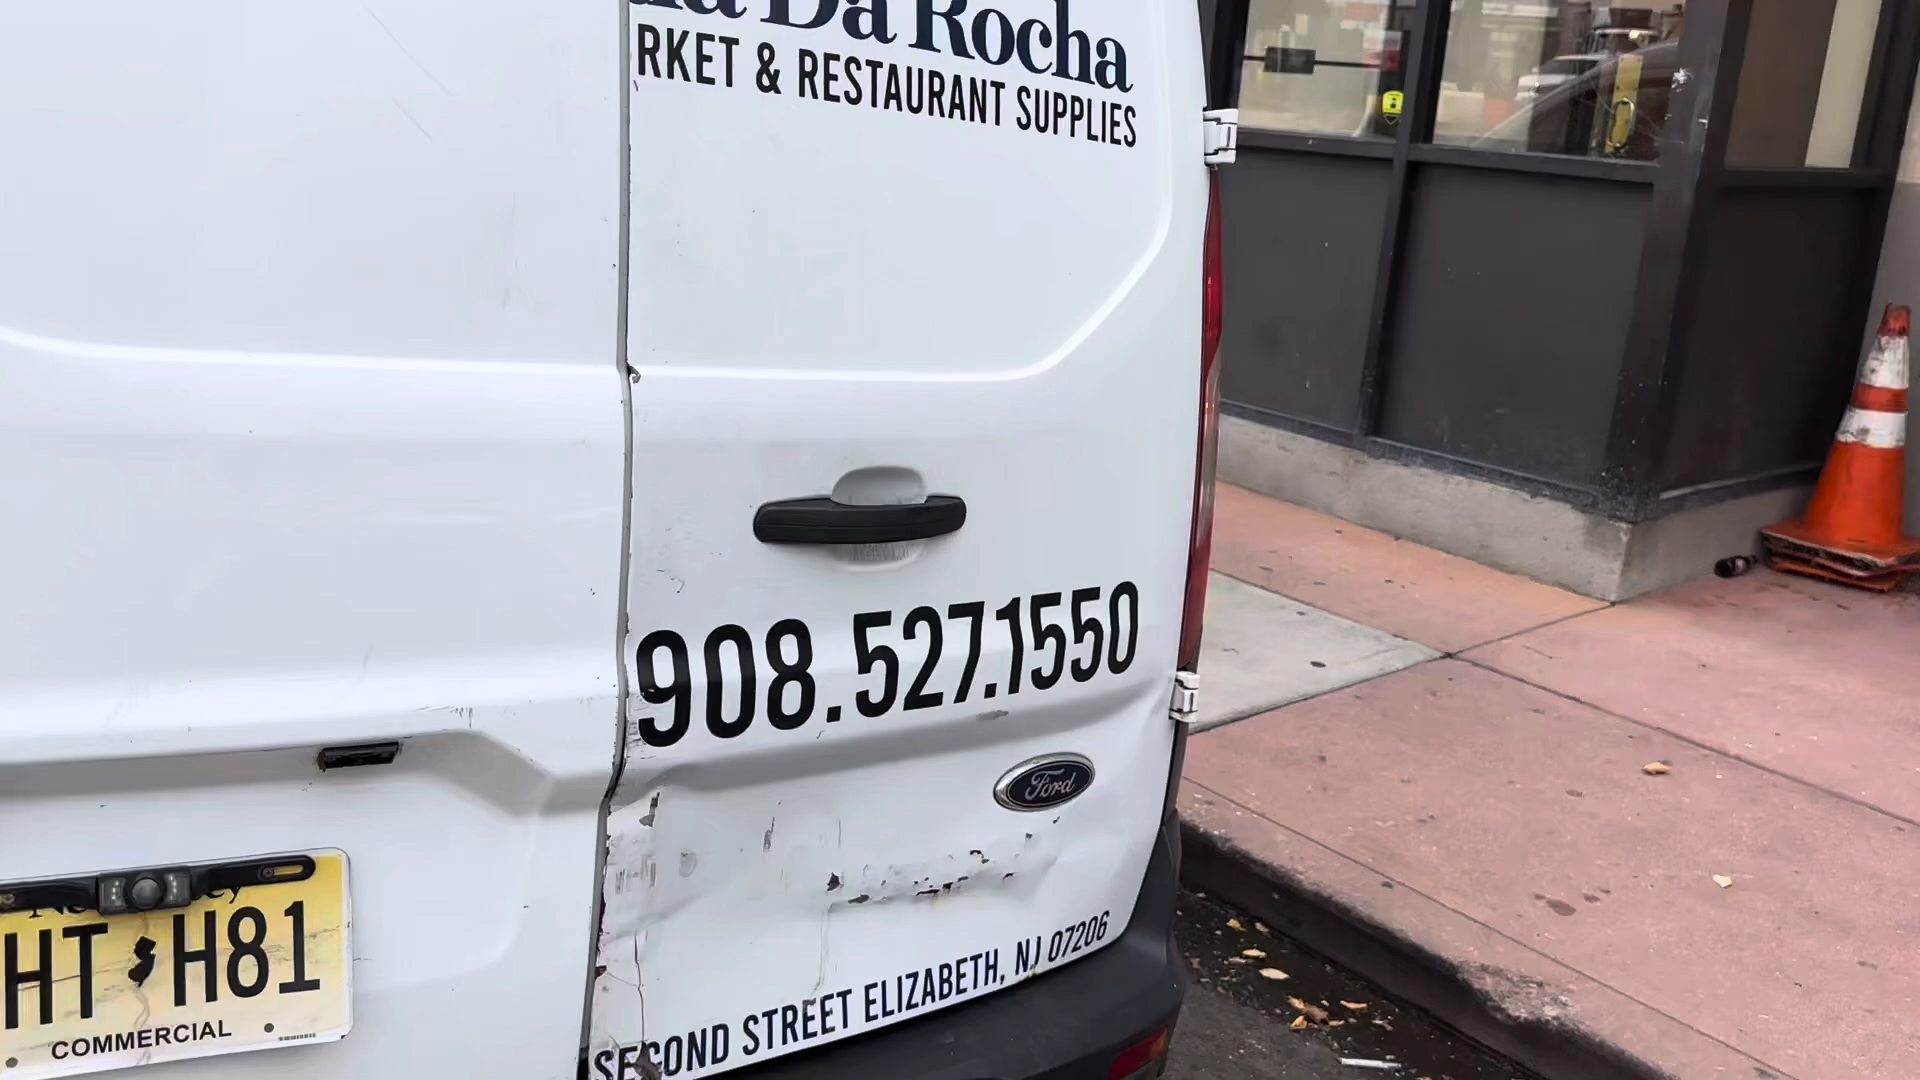 Da Rocha
RKET & RESTAURANT SUPPLIES
908.527.1550
Ford
HT H81
COMMERCIAL
SECOND STREET ELIZABETH, NJ 07206